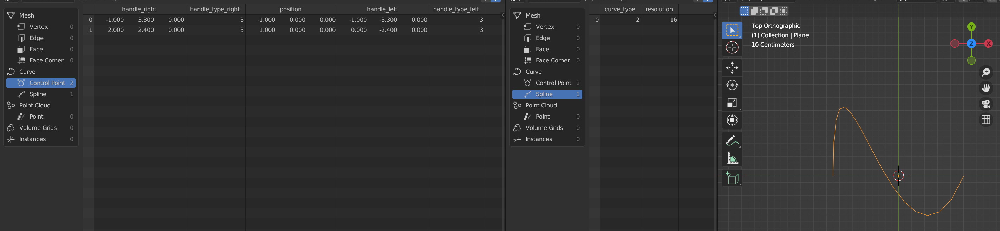 handle_right handle_type_right position handle_left handle_type_left
0 -1.000 3.300 0.000 3 -1.000 0.000 0.000 -1.000 -3.300 0.000 3
1 2.000 2.400 0.000 3 1.000 0.000 0.000 0.000 -2.400 0.000 3
Mesh
Vertex 0
Edge 0
Face 0
Face Corner 0
Curve
Control Point 2
Spline 1
Point Cloud
Point 0
Volume Grids 0
Instances 0
curve_type resolution
0 2 16
Mesh
Vertex 0
Edge 0
Face 0
Face Corner 0
Curve
Control Point 2
Spline 1
Point Cloud
Point 0
Volume Grids 0
Instances 0
Top Orthographic
(1) Collection | Plane
10 Centimeters
Y
Z
X